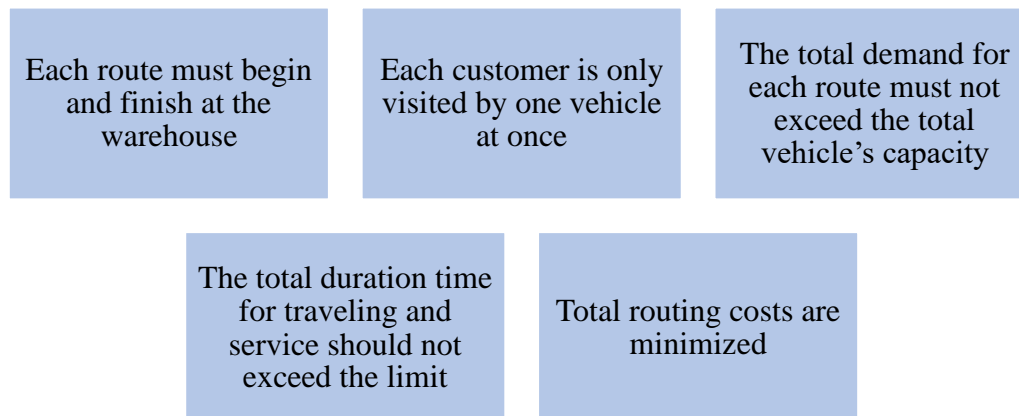 Each route must begin
and finish at the
warehouse
Each customer is only
visited by one vehicle
at once
The total demand for
each route must not
exceed the total
vehicle’s capacity
The total duration time
for traveling and
service should not
exceed the limit
Total routing costs are
minimized